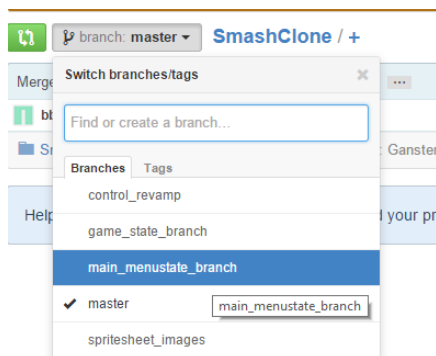 branch: master SmashClone / +
Switch branches/tags
Merge
Find or create a branch...
Branches Tags
: Ganster
control_revamp
Help
game_state_branch
your pr
main_menustate_branch
master
main_menustate_branch
spritesheet_images